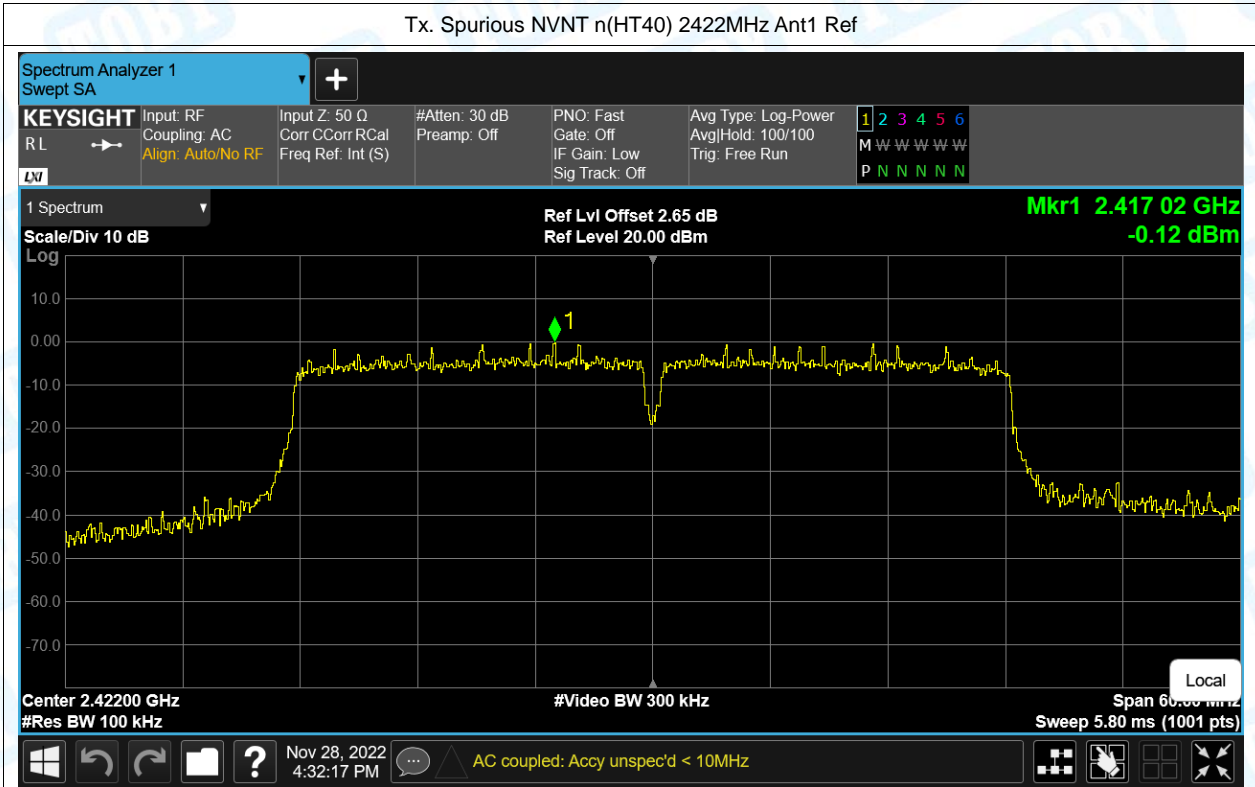 Tx. Spurious NVNT n(HT40) 2422MHz Ant1 Ref
Spectrum Analyzer 1
Swept SA
KEYSIGHT Input: RF Input Z: 50 Ω #Atten: 30 dB PNO: Fast Avg Type: Log-Power 1 2 3 4 5 6
R L Coupling: AC Corr CCorr RCal Preamp: Off Gate: Off Avg|Hold: 100/100 M W W W W W W
Align: Auto/No RF Freq Ref: Int (S) IF Gain: Low Trig: Free Run
LXI Sig Track: Off P N N N N N N
1 Spectrum Ref Lvl Offset 2.65 dB Mkr1 2.417 02 GHz
Scale/Div 10 dB Ref Level 20.00 dBm -0.12 dBm
Log
10.0
1
0.00
-10.0
-20.0
-30.0
-40.0
-50.0
-60.0
-70.0
Local
Center 2.42200 GHz #Video BW 300 kHz Span
#Res BW 100 kHz Sweep 5.80 ms (1001 pts)
? Nov 28, 2022
4:32:17 PM AC coupled: Accy unspec'd < 10MHz